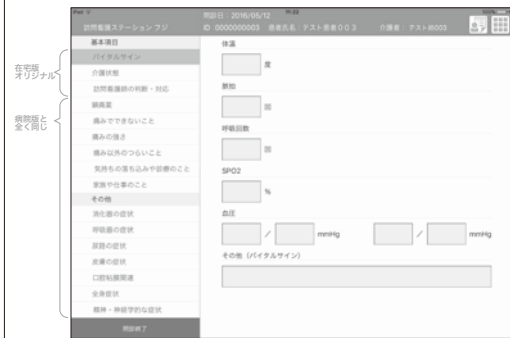 iPad
11:33
100%
訪問看護ステーション フジ
訪問日: 2016/05/12
ID 0000000003 患者氏名: テスト患者003 介護者: テスト様003
基本項目
バイタルサイン
介護状態
訪問看護師の判断・対応
鎮痛薬
痛みでできないこと
痛みの強さ
痛み以外のつらいこと
気持ちの落ち込みや診療のこと
家族や仕事のこと
その他
消化器の症状
呼吸器の症状
尿路の症状
皮膚の症状
口腔粘膜関連
全身症状
精神・神経学的な症状
問診終了
在宅版
オリジナル
病院版と
全く同じ
体温
度
脈拍
回
呼吸回数
回
SPO2
%
血圧
/ mmHg / mmHg
その他（バイタルサイン）